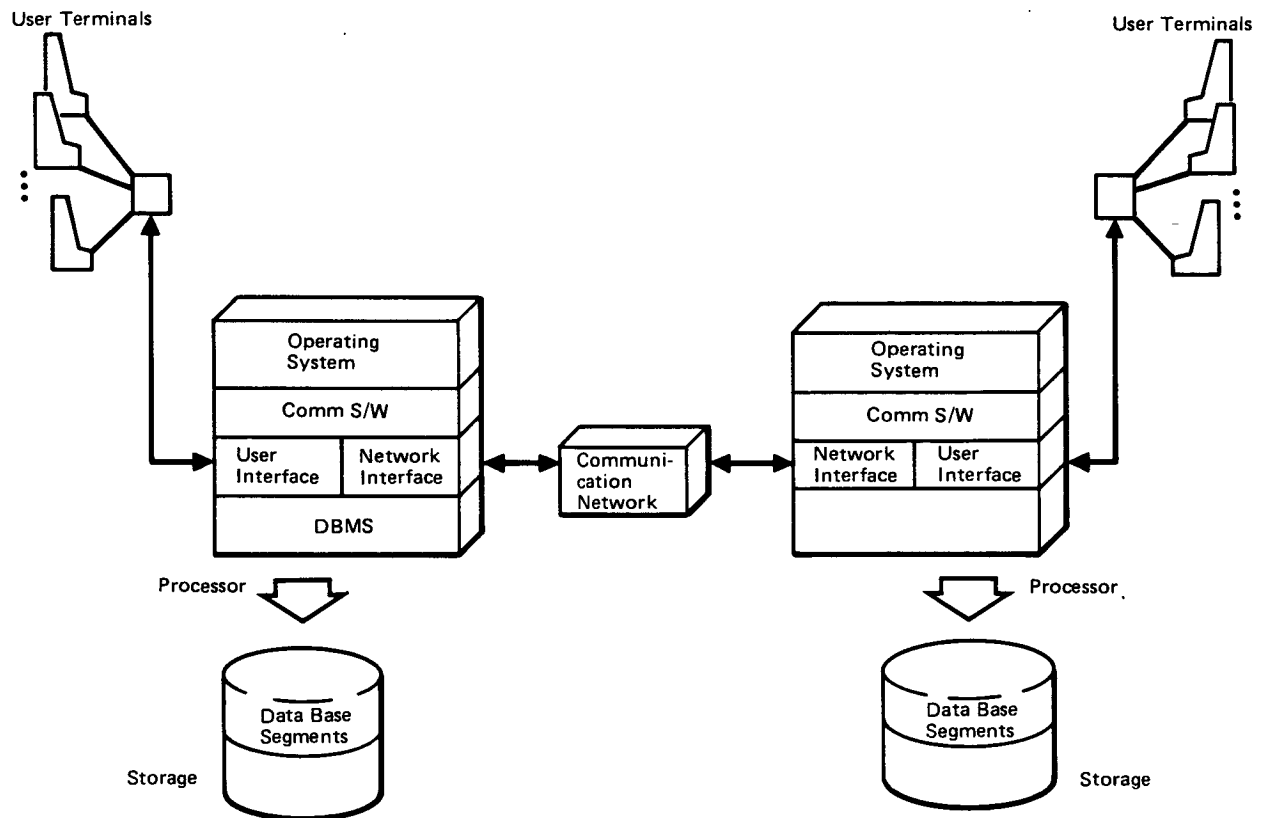 User Terminals
User Terminals
Operating
System
Comm S/W
User
Interface
Network
Interface
DBMS
Communi-
cation
Network
Operating
System
Comm S/W
Network
Interface
User
Interface
Processor
Processor
Data Base
Segments
Storage
Data Base
Segments
Storage